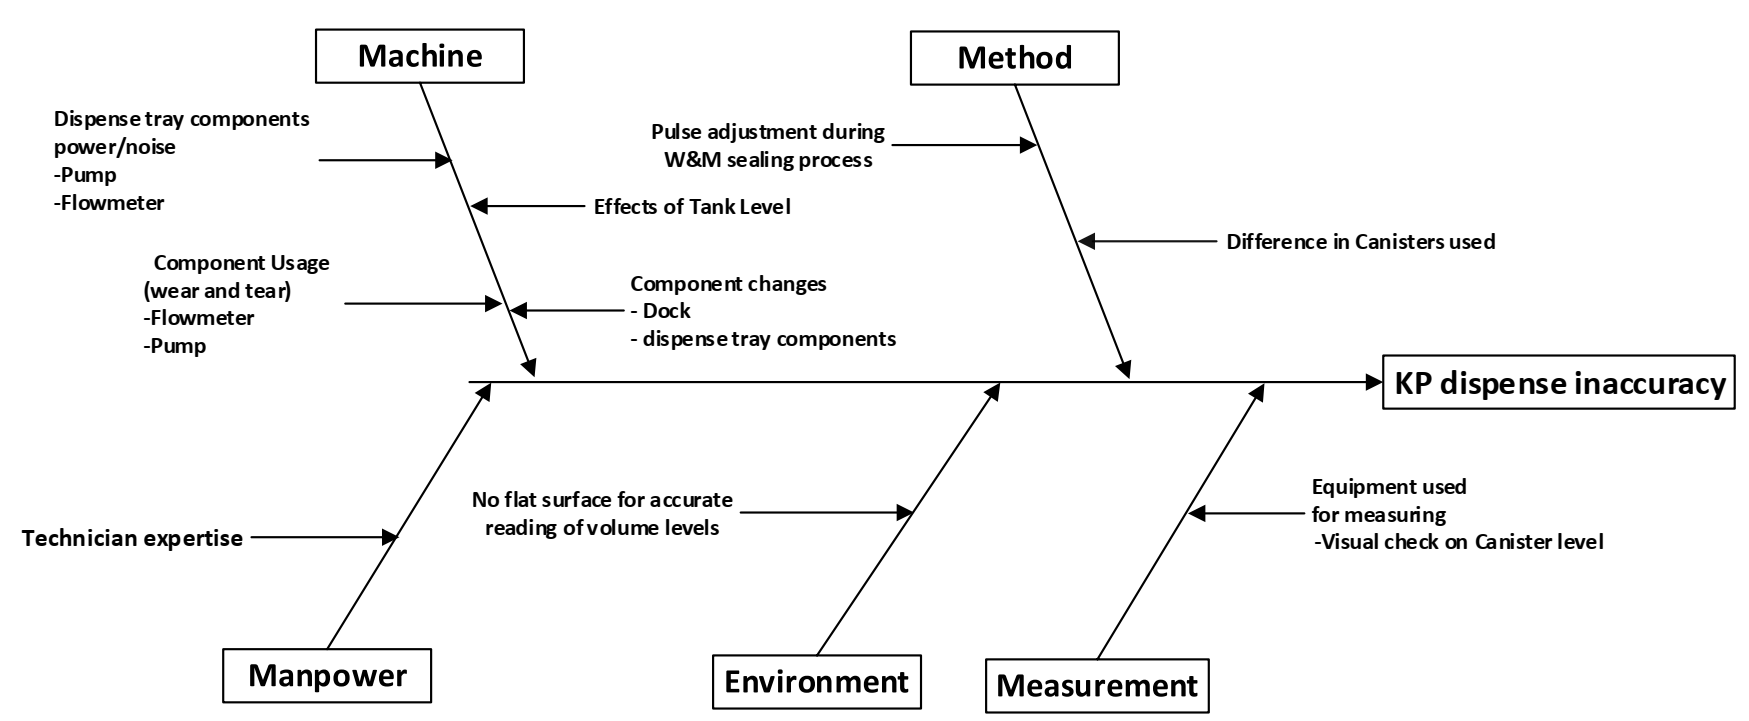 Machine
Method
Dispense tray components
power/noise
-Pump
-Flowmeter
Pulse adjustment during
W&M sealing process
Effects of Tank Level
Difference in Canisters used
Component Usage
(wear and tear)
-Flowmeter
-Pump
Component changes
- Dock
- dispense tray components
KP dispense inaccuracy
Technician expertise
No flat surface for accurate
reading of volume levels
Equipment used
for measuring
-Visual check on Canister level
Manpower
Environment
Measurement